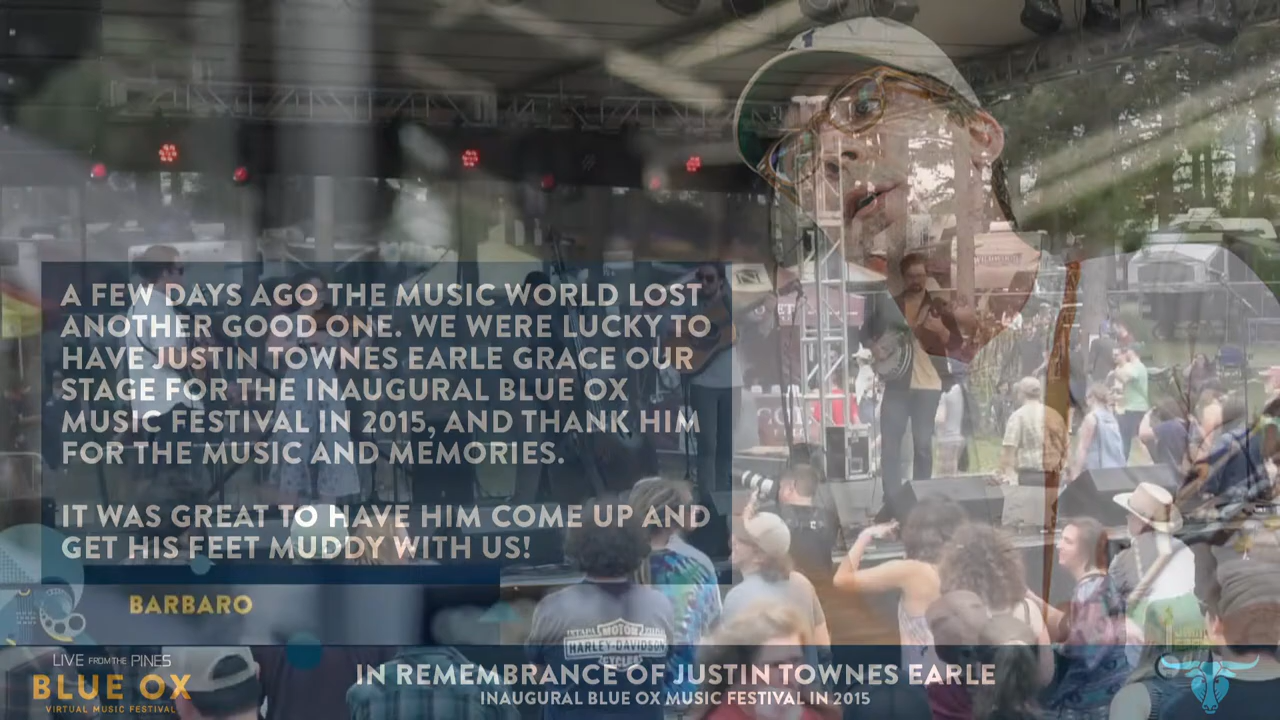 A FEW DAYS AGO THE MUSIC WORLD LOST
ANOTHER GOOD ONE. WE WERE LUCKY TO
HAVE JUSTIN TOWNES EARLE GRACE OUR
STAGE FOR THE INAUGURAL BLUE OX
MUSIC FESTIVAL IN 2015, AND THANK HIM
FOR THE MUSIC AND MEMORIES.
IT WAS GREAT TO HAVE HIM COME UP AND
GET HIS FEET MUDDY WITH US!
BARBARO
MOTOR
HARLEY-DAVIDSON
CYCLES
LIVE FROM THE PINES
BLUE OX
VIRTUAL MUSIC FESTIVAL
IN REMEMBRANCE OF JUSTIN TOWNES EARLE
INAUGURAL BLUE OX MUSIC FESTIVAL IN 2015